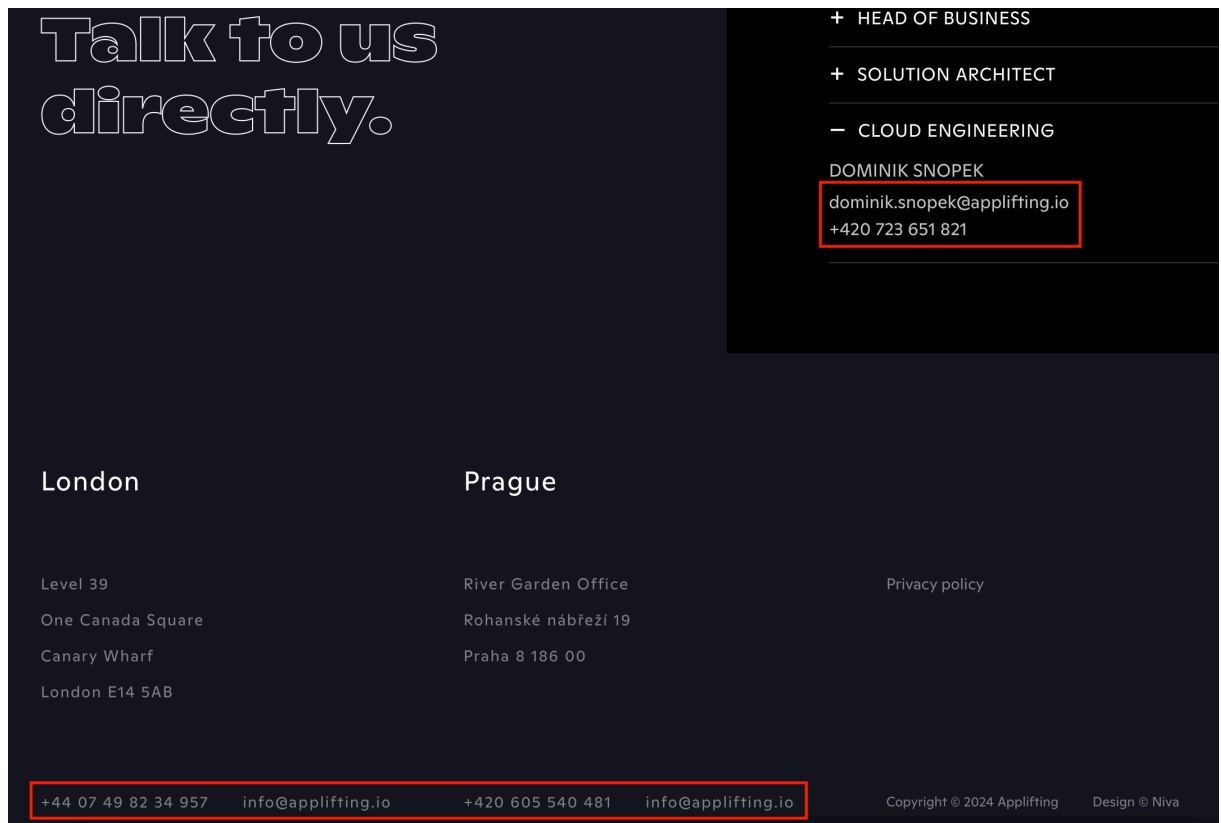 Talk to us
directly.
+ HEAD OF BUSINESS
+ SOLUTION ARCHITECT
– CLOUD ENGINEERING
DOMINIK SNOPEK
dominik.snopek@applifting.io
+420 723 651 821
London
Level 39
One Canada Square
Canary Wharf
London E14 5AB
+44 07 49 82 34 957 info@applifting.io
Prague
River Garden Office
Rohanské nábřeží 19
Praha 8 186 00
+420 605 540 481 info@applifting.io
Privacy policy
Copyright © 2024 Applifting Design © Niva